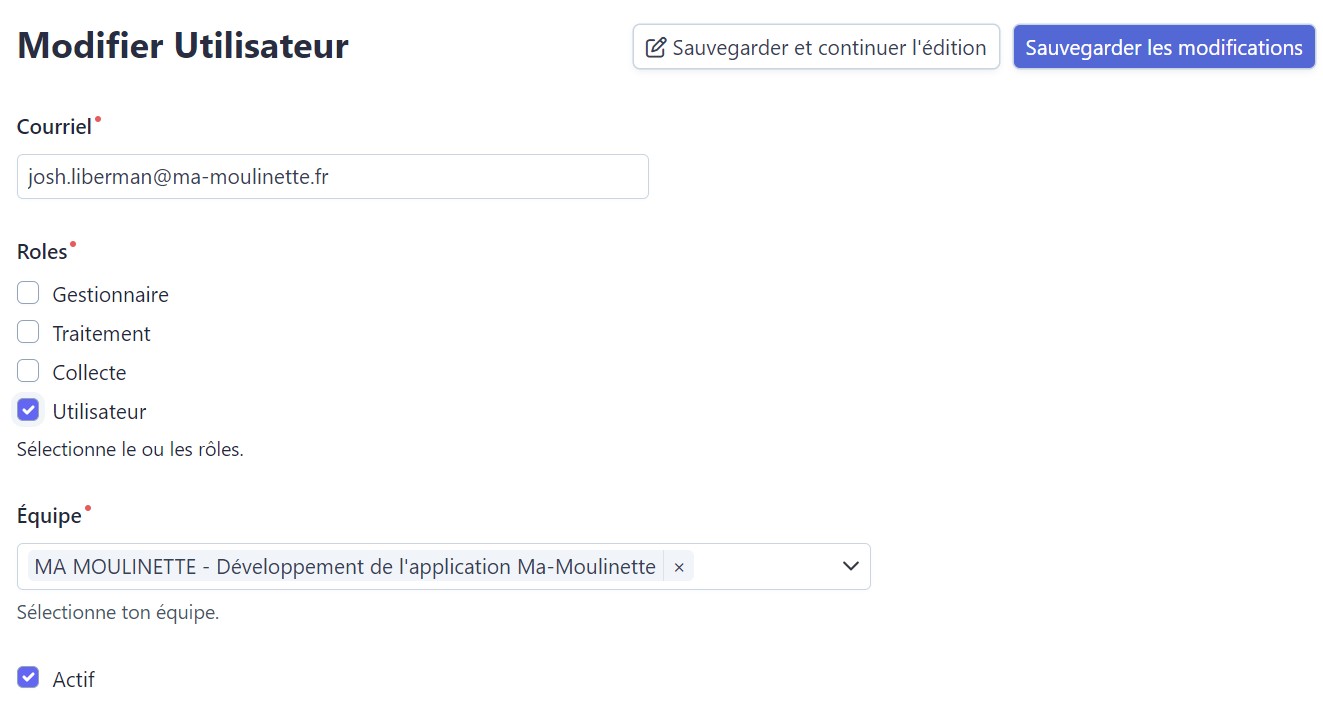 Modifier Utilisateur
Sauvegarder et continuer l'édition
Sauvegarder les modifications
Courriel
josh.liberman@ma-moulinette.fr
Roles
Gestionnaire
Traitement
Collecte
Utilisateur
Sélectionne le ou les rôles.
Équipe
MA MOULINETTE - Développement de l'application Ma-Moulinette ×
Sélectionne ton équipe.
Actif